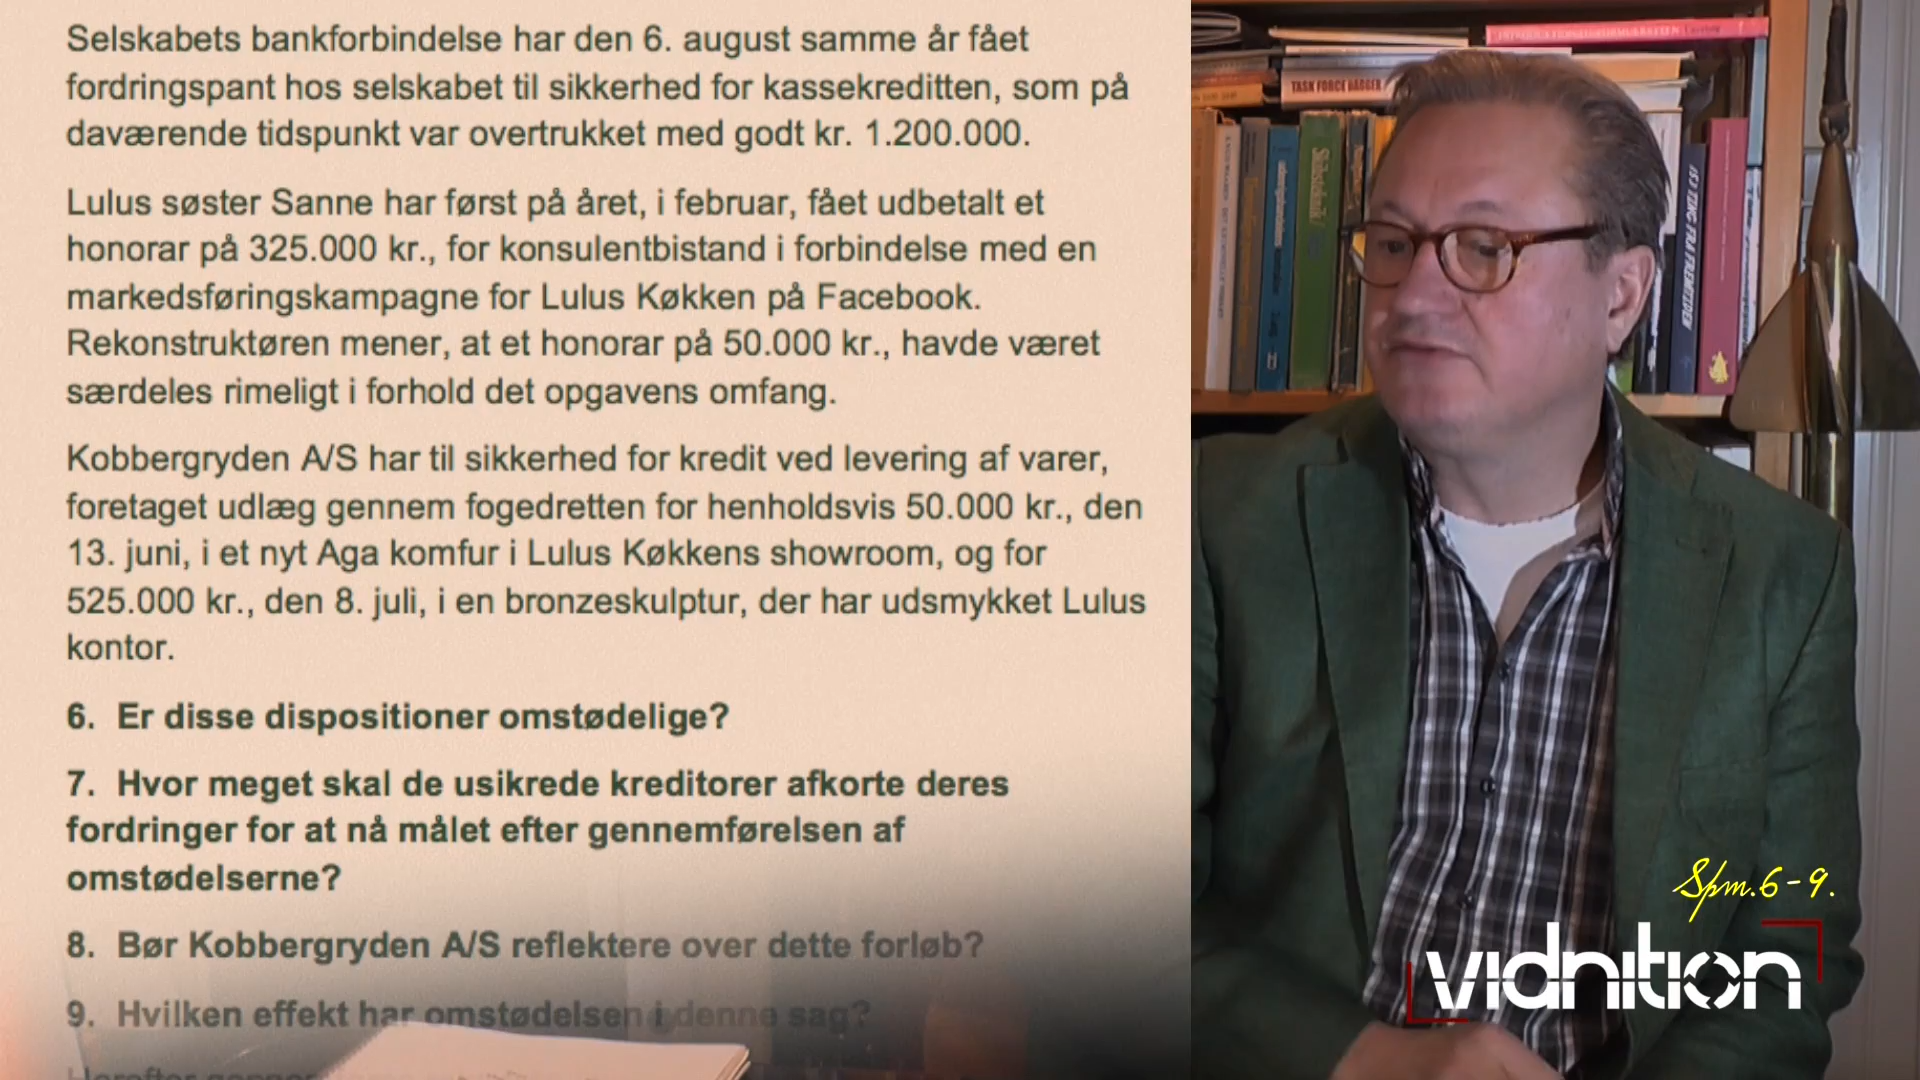 Selskabets bankforbindelse har den 6. august samme år fået
fordringspant hos selskabet til sikkerhed for kassekreditten, som på
daværende tidspunkt var overtrukket med godt kr. 1.200.000.
Lulus søster Sanne har først på året, i februar, fået udbetalt et
honorar på 325.000 kr., for konsulentbistand i forbindelse med en
markedsføringskampagne for Lulus Køkken på Facebook.
Rekonstruktøren mener, at et honorar på 50.000 kr., havde været
særdeles rimeligt i forhold det opgavens omfang.
Kobbergryden A/S har til sikkerhed for kredit ved levering af varer,
foretaget udlæg gennem fogedretten for henholdsvis 50.000 kr., den
13. juni, i et nyt Aga komfur i Lulus Køkkens showroom, og for
525.000 kr., den 8. juli, i en bronzeskulptur, der har udsmykket Lulus
kontor.
6. Er disse dispositioner omstødelige?
7. Hvor meget skal de usikrede kreditorer afkorte deres
fordringer for at nå målet efter gennemførelsen af
omstødelserne?
8. Bør Kobbergryden A/S reflektere over dette forløb?
9. Hvilken effekt har omstødelsen i denne sag?
TASK FORCE DAGGER
Spm. 6-9.
vidnition